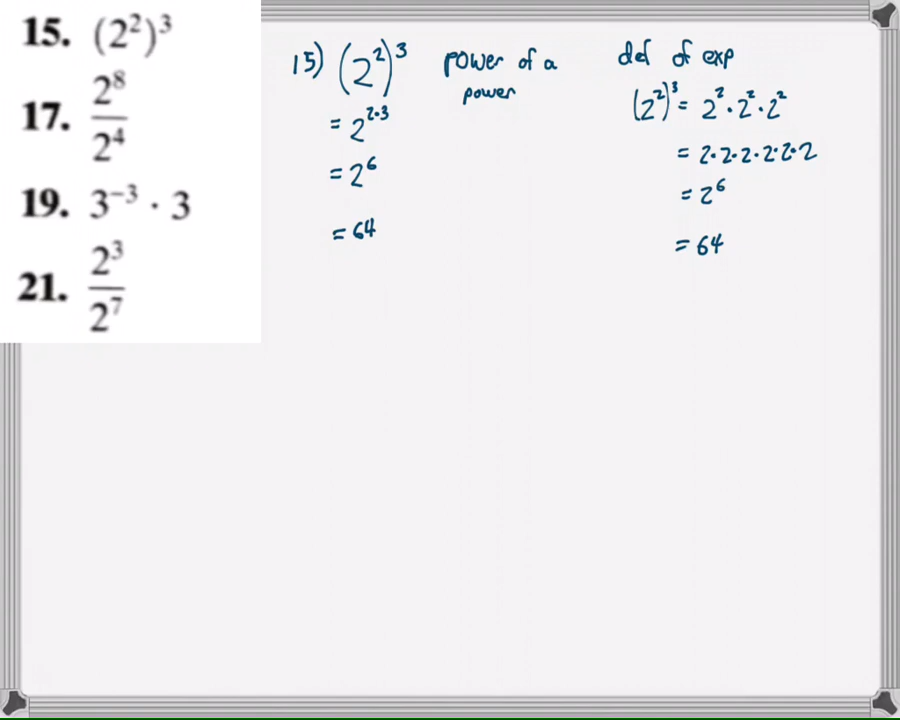 15. (2²)³
17. 2⁸/2⁴
19. 3⁻³ · 3
21. 2³/2⁷
15) (2²)³ power of a
power
= 2²·³
= 2⁶
= 64
def of exp
(2²)³ = 2² · 2² · 2²
= 2·2·2·2·2·2
= 2⁶
= 64